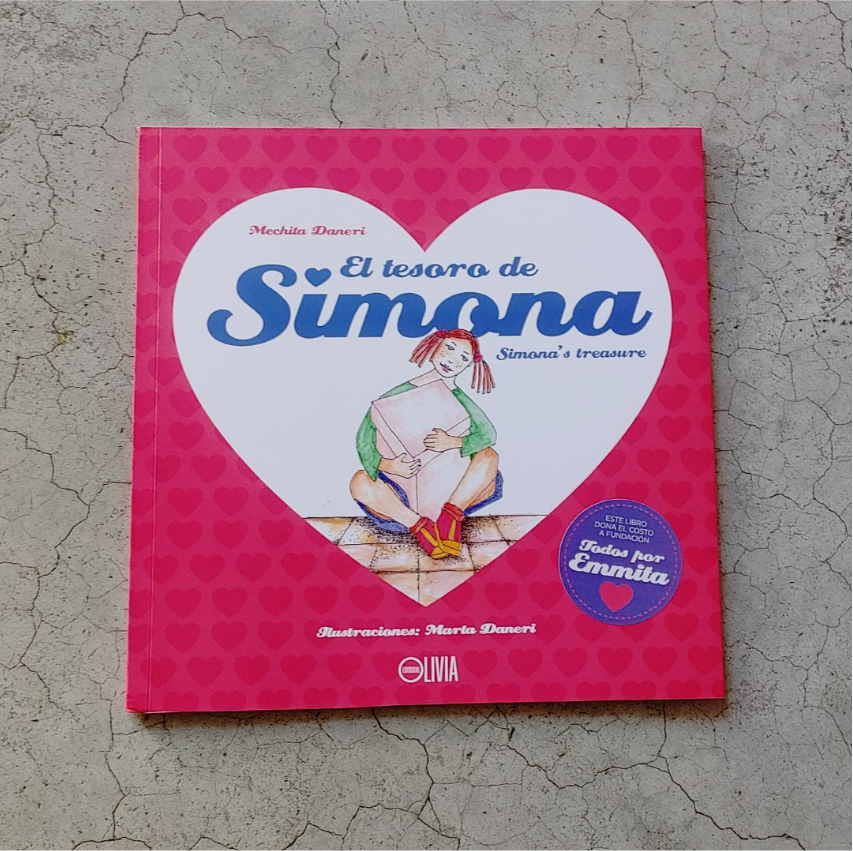 Mechita Daneri
El tesoro de
Simona
Simona's treasure
ESTE LIBRO
DONA EL COSTO
A FUNDACIÓN
Todos por
Emmita
Ilustraciones: Marta Daneri
OLIVIA